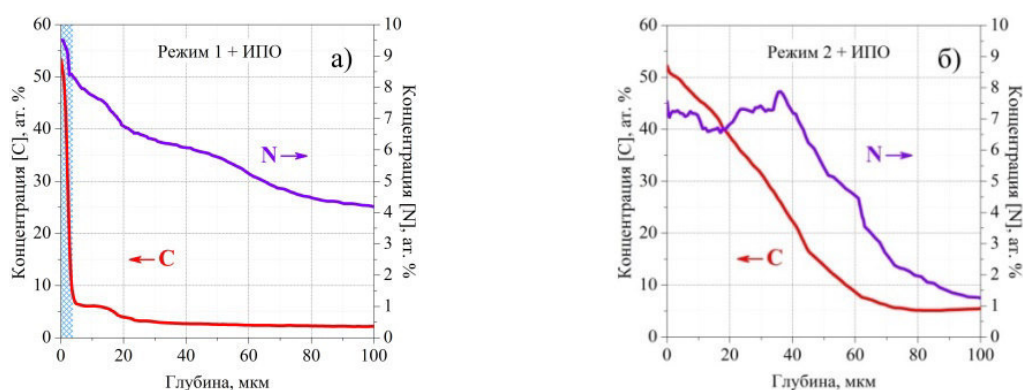 Режим 1 + ИПО
а)
Концентрация [C], ат. %
60
50
40
30
20
10
0
Концентрация [N], ат. %
10
9
8
7
6
5
4
3
2
1
0
N→
←C
0 20 40 60 80 100
Глубина, мкм
Режим 2 + ИПО
б)
Концентрация [C], ат. %
60
50
40
30
20
10
0
Концентрация [N], ат. %
10
9
8
7
6
5
4
3
2
1
0
N→
←C
0 20 40 60 80 100
Глубина, мкм